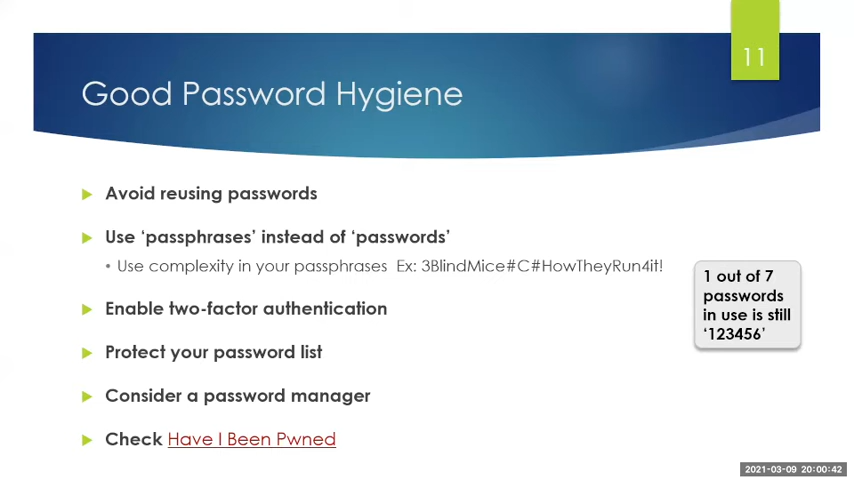 11
Good Password Hygiene
Avoid reusing passwords
Use ‘passphrases’ instead of ‘passwords’
• Use complexity in your passphrases Ex: 3BlindMice#C#HowTheyRun4it!
Enable two-factor authentication
Protect your password list
Consider a password manager
Check Have I Been Pwned
1 out of 7
passwords
in use is still
‘123456’
2021-03-09 20:00:42